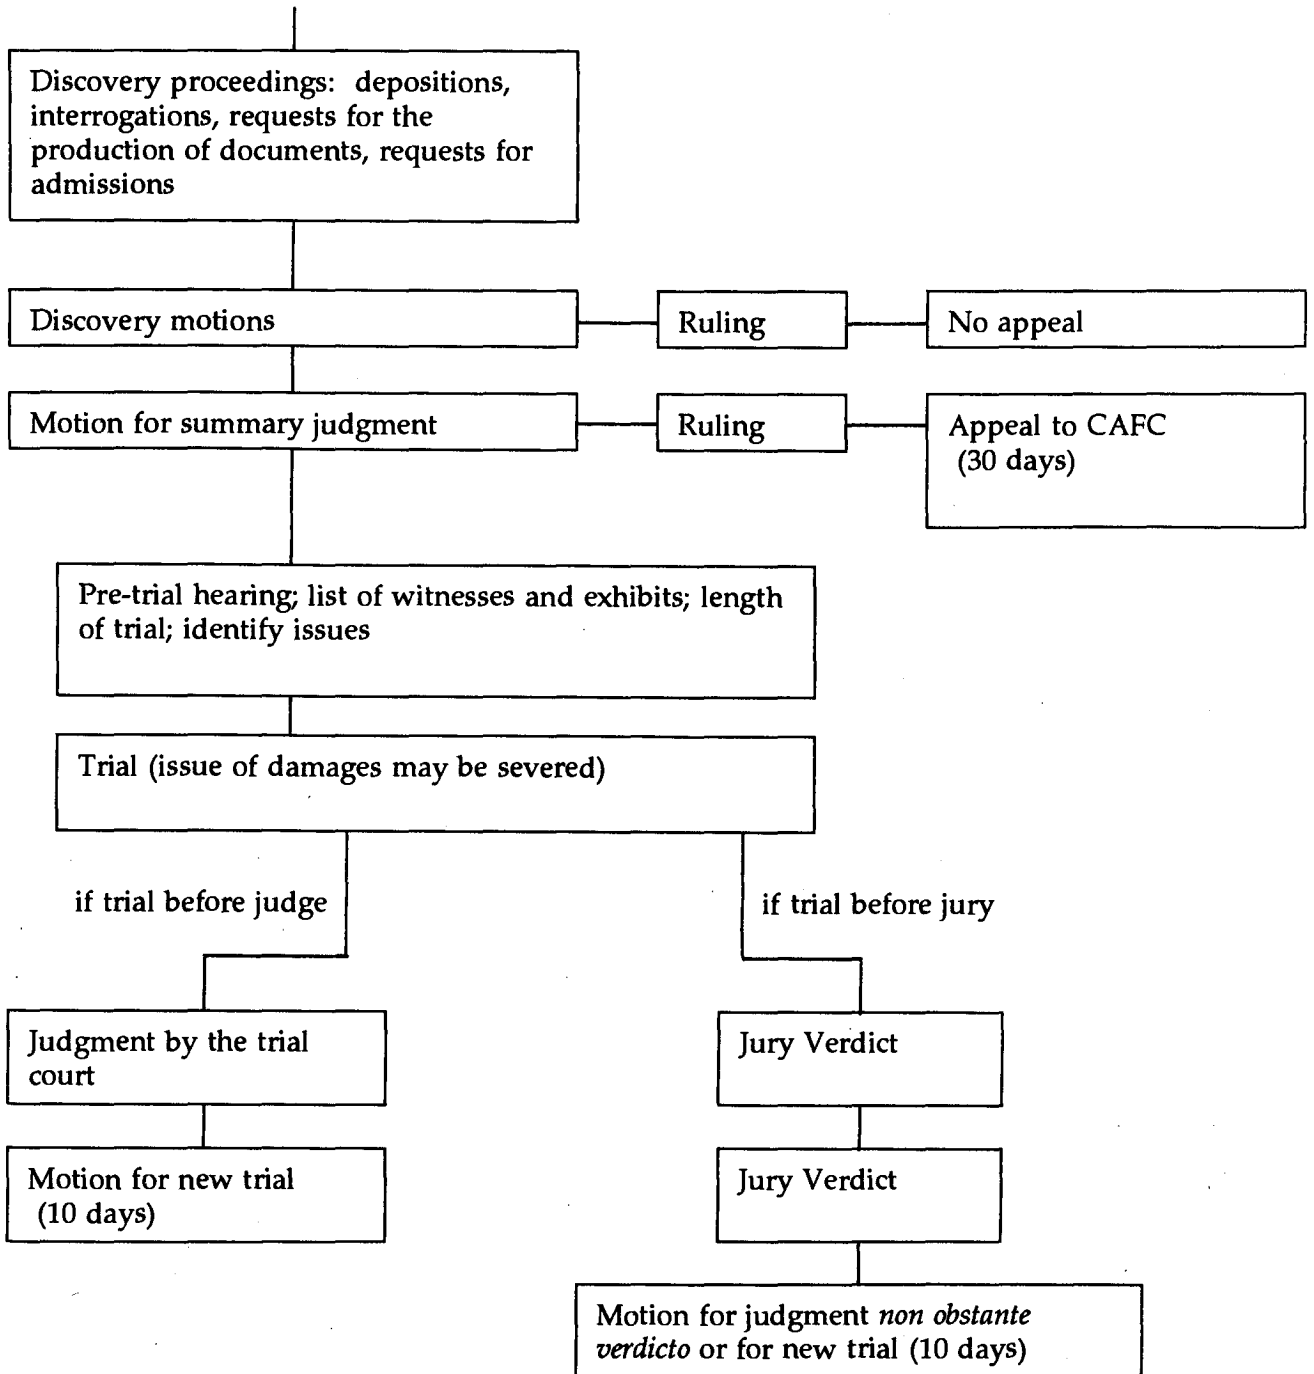 Discovery proceedings: depositions,
interrogations, requests for the
production of documents, requests for
admissions
Discovery motions
Ruling
No appeal
Motion for summary judgment
Ruling
Appeal to CAFC
(30 days)
Pre-trial hearing; list of witnesses and exhibits; length
of trial; identify issues
Trial (issue of damages may be severed)
if trial before judge
if trial before jury
Judgment by the trial
court
Jury Verdict
Motion for new trial
(10 days)
Jury Verdict
Motion for judgment non obstante
verdicto or for new trial (10 days)